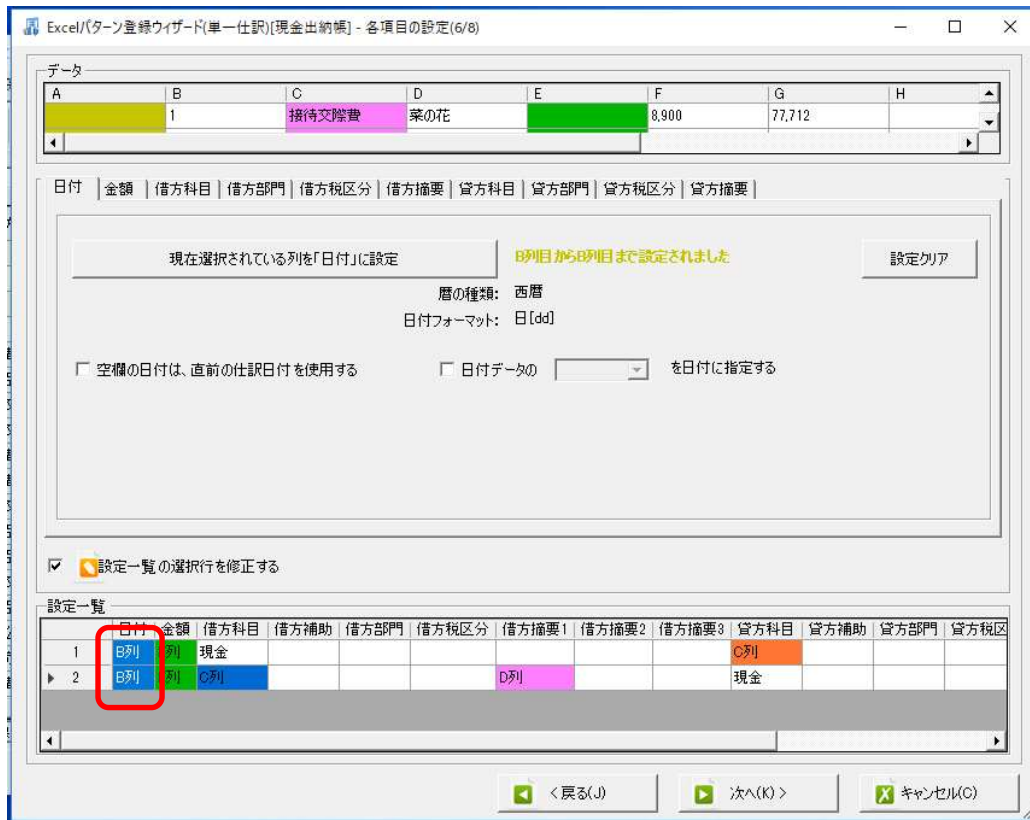 Excelパターン登録ウィザード(単一仕訳)[現金出納帳] - 各項目の設定(6/8)
データ
A B C D E F G H
1 接待交際費 菜の花 8,900 77,712
日付 金額 借方科目 借方部門 借方税区分 借方摘要 貸方科目 貸方部門 貸方税区分 貸方摘要
現在選択されている列を「日付」に設定 B列目からB列目まで設定されました 設定クリア
暦の種類: 西暦
日付フォーマット: 日[dd]
空欄の日付は、直前の仕訳日付を使用する 日付データの を日付に指定する
設定一覧の選択行を修正する
設定一覧
日付 金額 借方科目 借方補助 借方部門 借方税区分 借方摘要1 借方摘要2 借方摘要3 貸方科目 貸方補助 貸方部門 貸方税区
1 B列 現金 C列
2 B列 C列 D列 現金
<戻る(J) 次へ(K) > キャンセル(C)